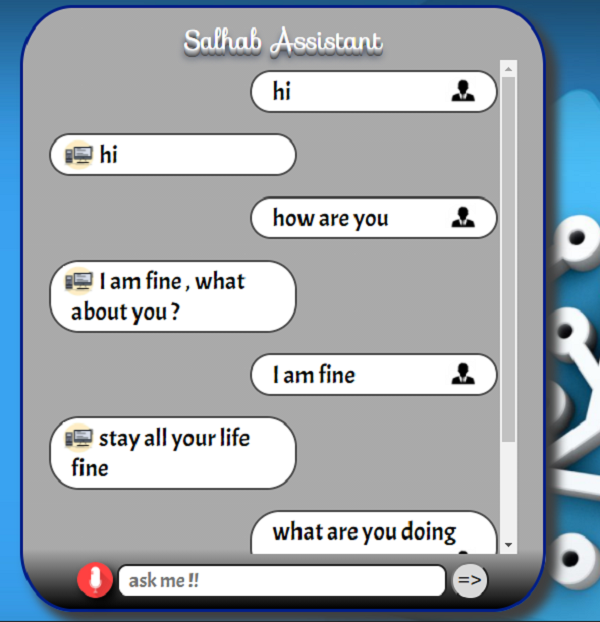 Salhab Assistant
hi
hi
how are you
I am fine , what
about you ?
I am fine
stay all your life
fine
what are you doing
ask me !!
=>